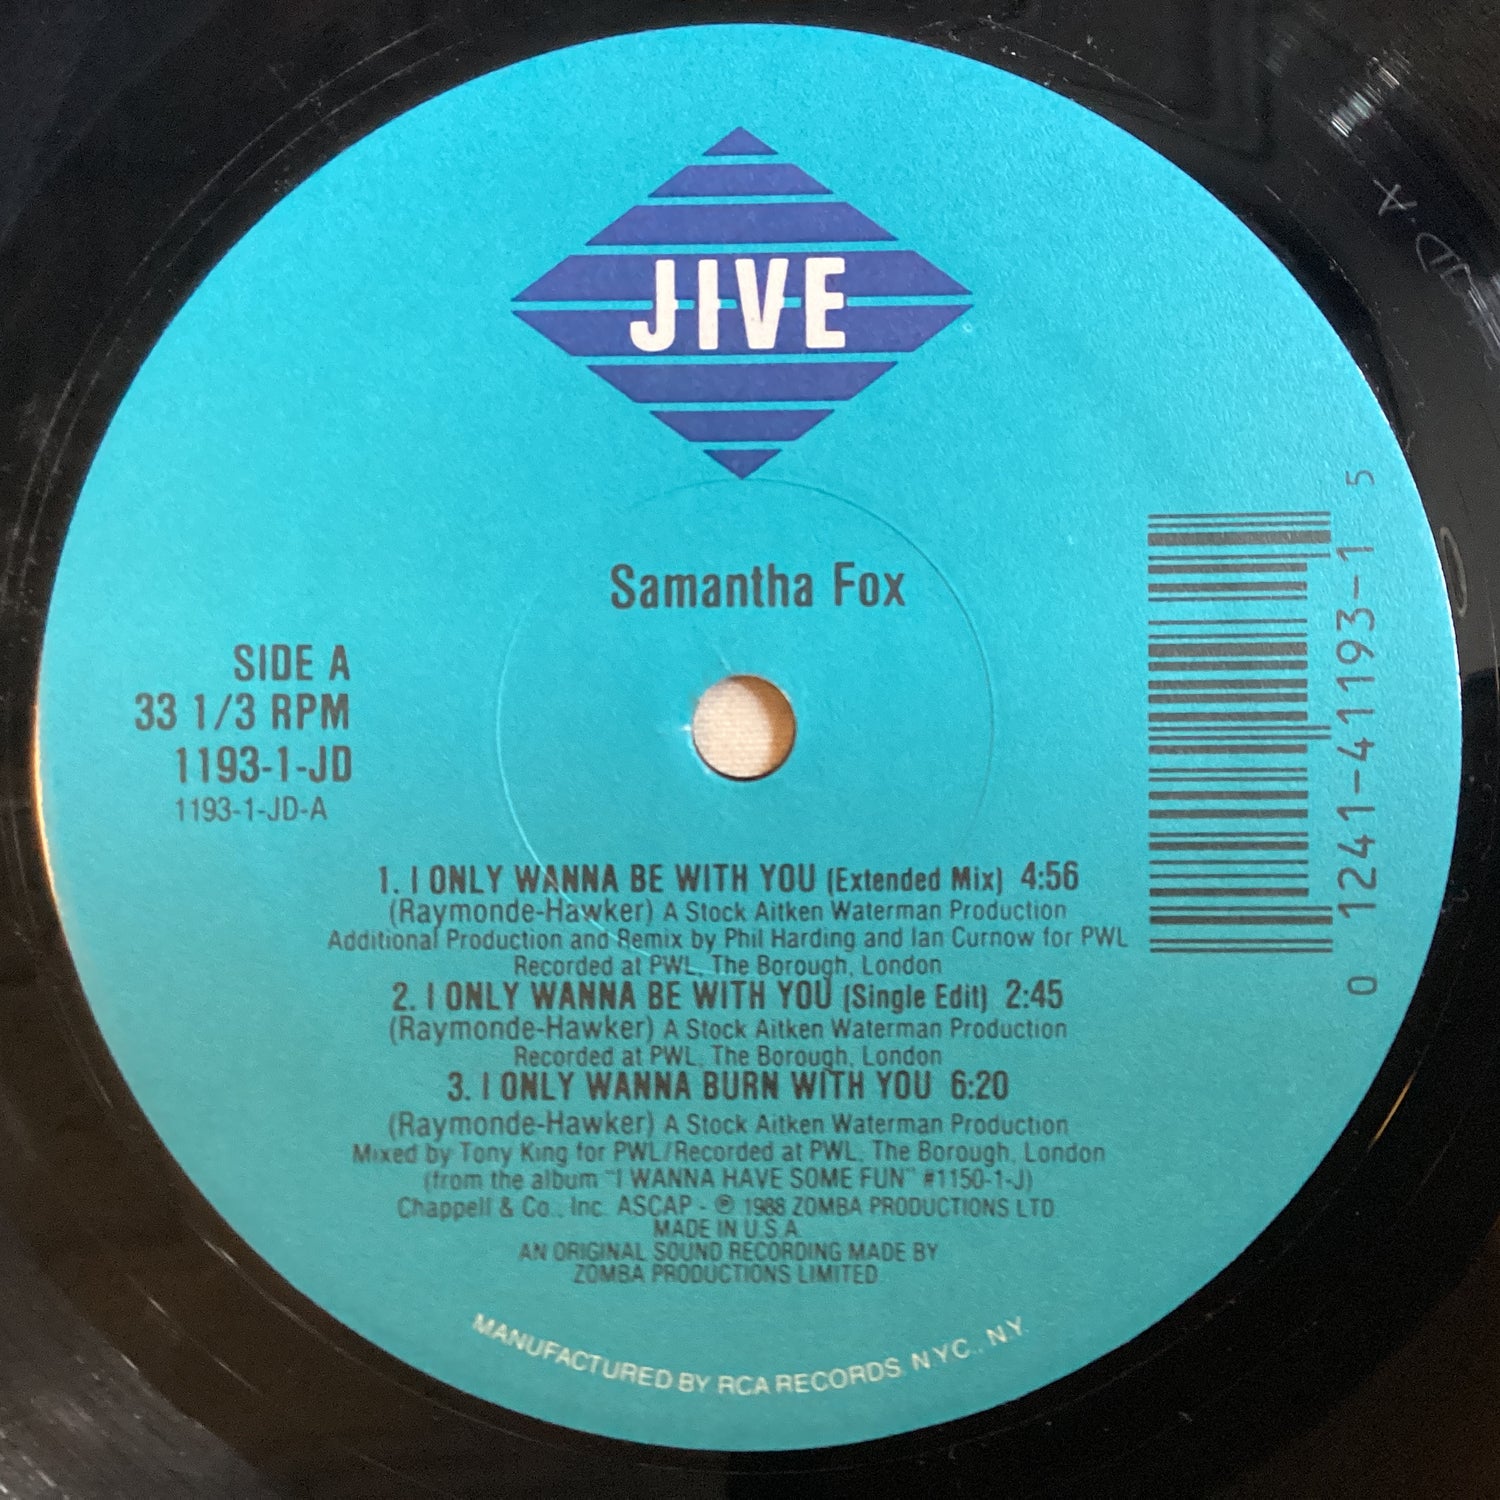 JIVE
Samantha Fox
SIDE A
33 1/3 RPM
1193-1-JD
1193-1-JD-A
0 1241-41193-1 5
1. I ONLY WANNA BE WITH YOU (Extended Mix) 4:56
(Raymonde-Hawker) A Stock Aitken Waterman Production
Additional Production and Remix by Phil Harding and Ian Curnow for PWL
Recorded at PWL, The Borough, London
2. I ONLY WANNA BE WITH YOU (Single Edit) 2:45
(Raymonde-Hawker) A Stock Aitken Waterman Production
Recorded at PWL, The Borough, London
3. I ONLY WANNA BURN WITH YOU 6:20
(Raymonde-Hawker) A Stock Aitken Waterman Production
Mixed by Tony King for PWL/Recorded at PWL, The Borough, London
(from the album "I WANNA HAVE SOME FUN" #1150-1-J)
Chappell & Co., Inc. ASCAP - ℗ 1988 ZOMBA PRODUCTIONS LTD.
MADE IN U.S.A.
AN ORIGINAL SOUND RECORDING MADE BY
ZOMBA PRODUCTIONS LIMITED.
MANUFACTURED BY RCA RECORDS, N.Y.C., N.Y.